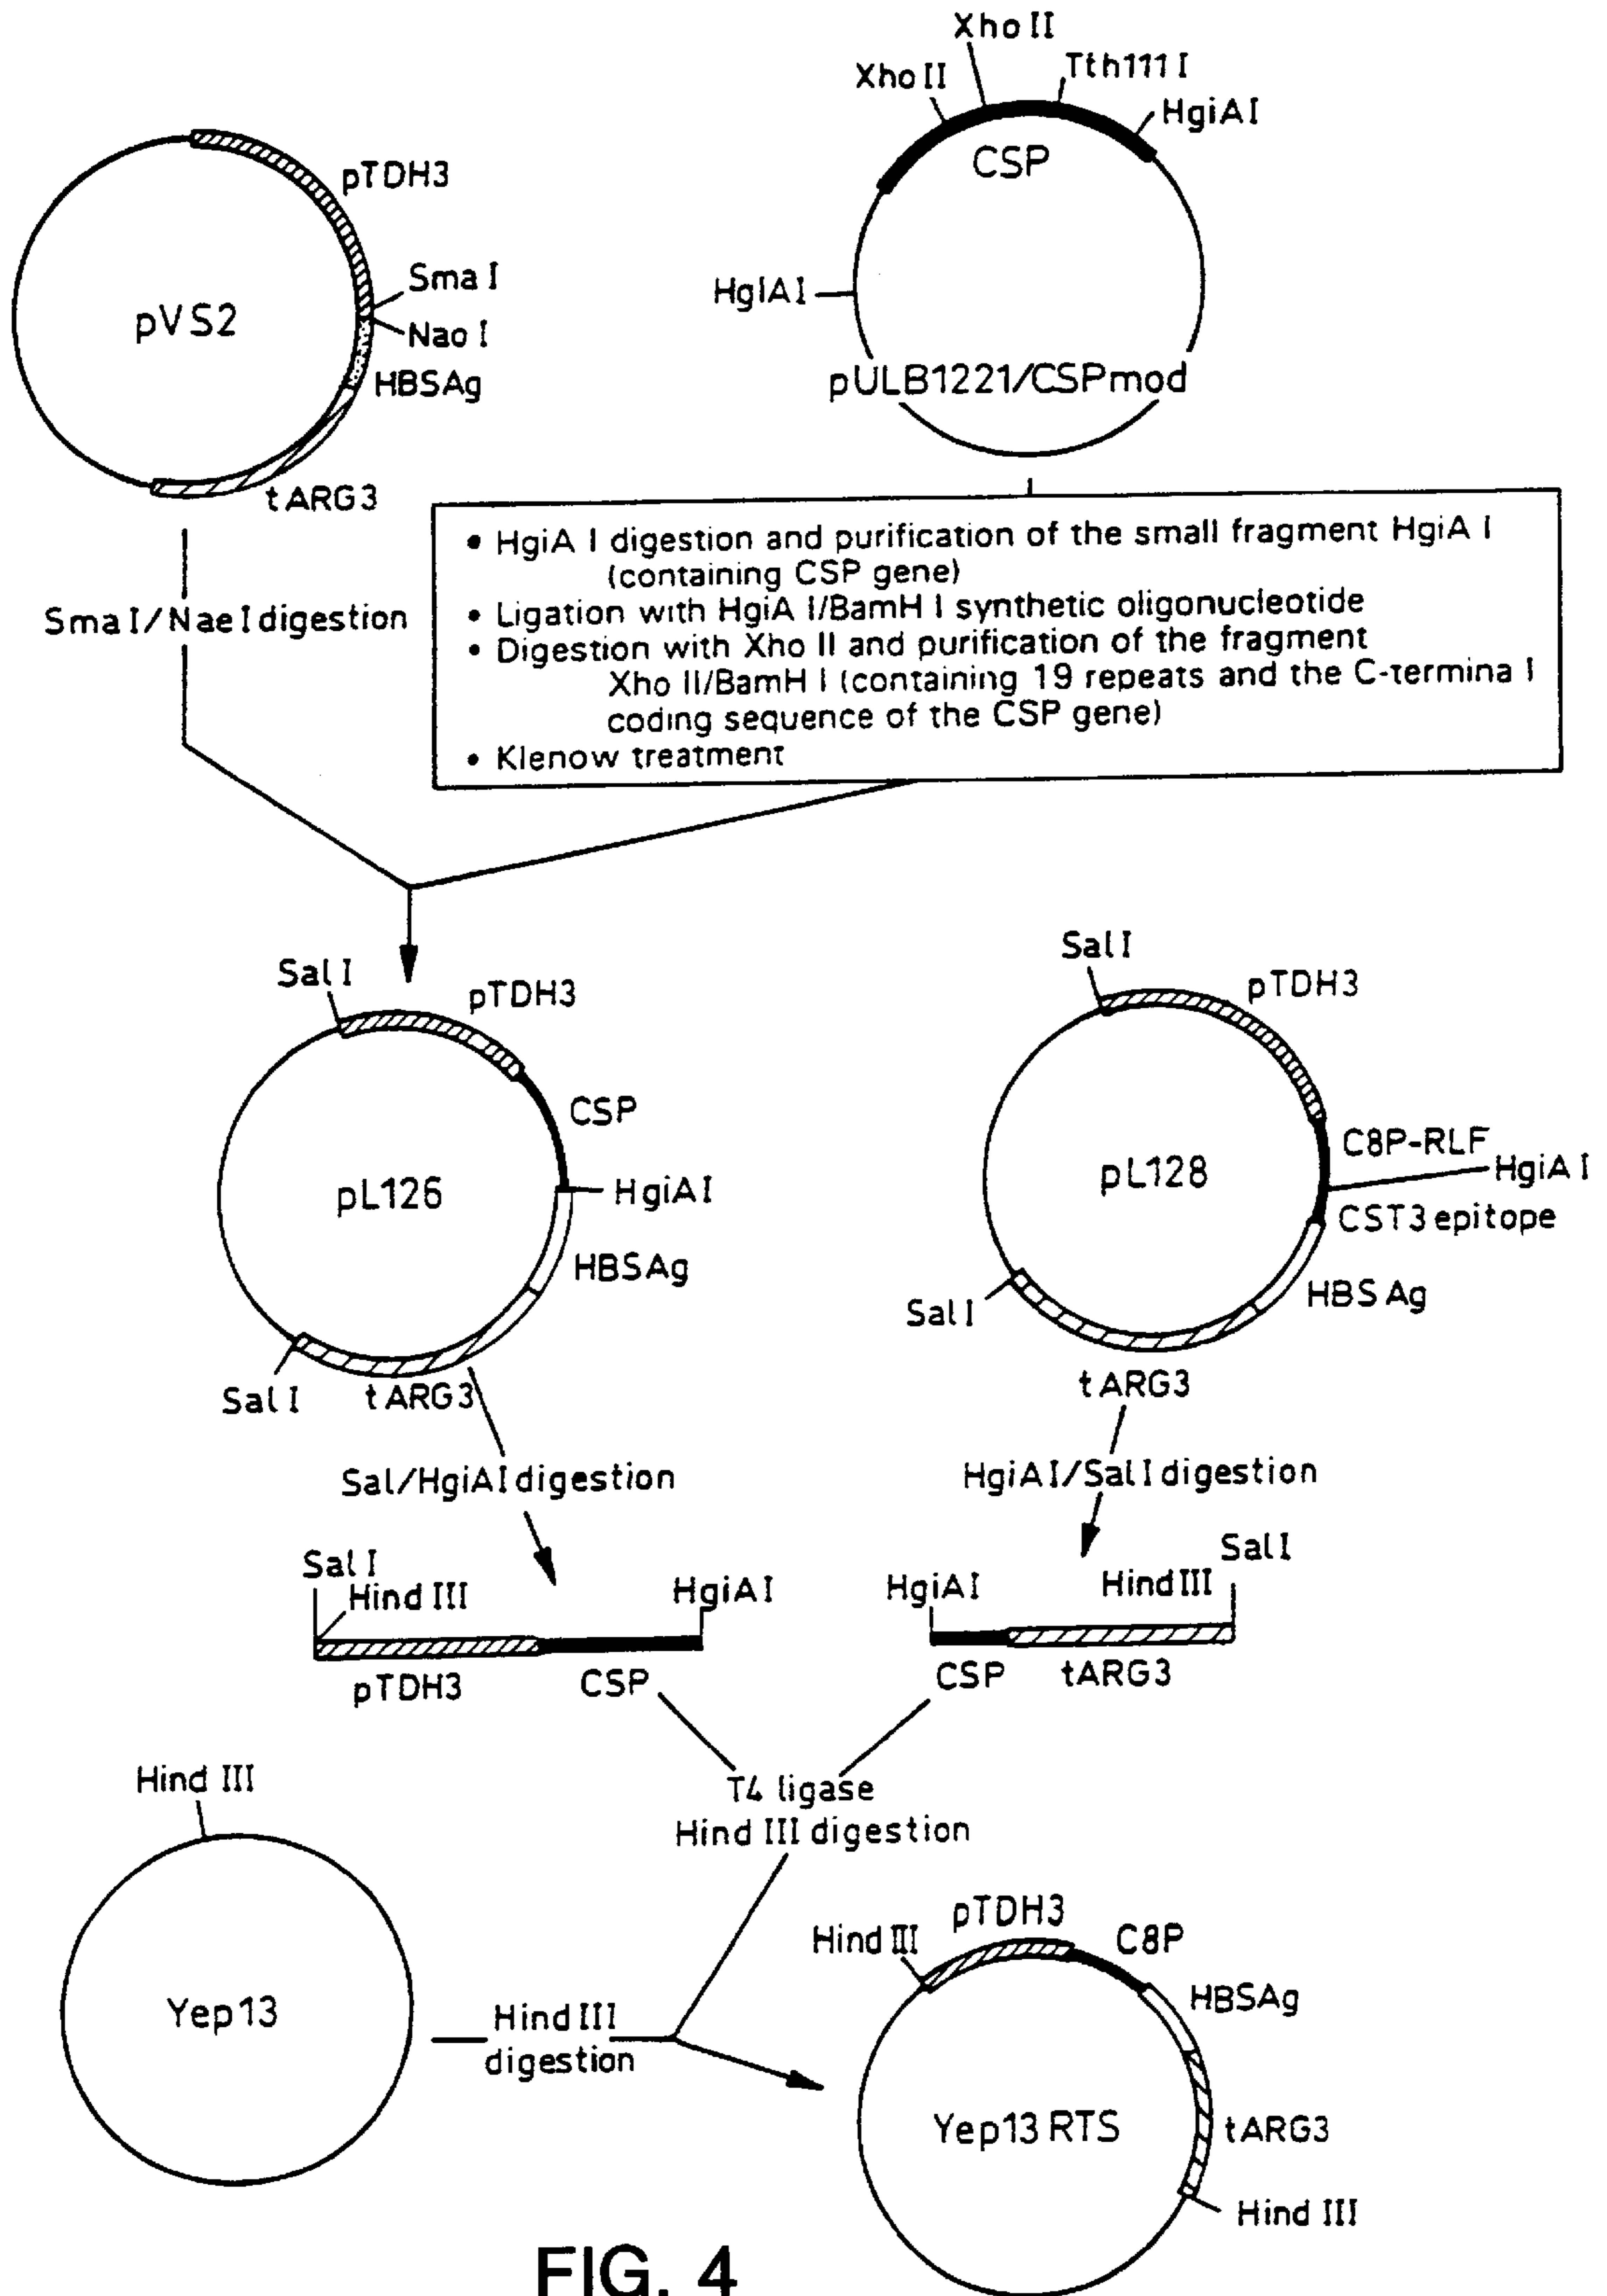 Xho II
Xho II
Tth111 I
HgiAI
CSP
pTDH3
Sma I
Nao I
HBSAg
pVS2
tARG3
HgIAI
pULB1221/CSPmod
Sma I/Nae I digestion
• HgiA I digestion and purification of the small fragment HgiA I
(containing CSP gene)
• Ligation with HgiA I/BamH I synthetic oligonucleotide
• Digestion with Xho II and purification of the fragment
Xho II/BamH I (containing 19 repeats and the C-termina l
coding sequence of the CSP gene)
• Klenow treatment
Sal I
pTDH3
CSP
HgiAI
pL126
HBSAg
Sal I
tARG3
Sal I
pTDH3
C8P-RLF
HgiA I
pL128
CST3 epitope
HBS Ag
Sal I
tARG3
Sal/HgiAI digestion
HgiA I/Sal I digestion
Sal I
Hind III
HgiAI
pTDH3
CSP
HgiAI
Hind III
Sal I
CSP
tARG3
T4 ligase
Hind III digestion
Hind III
Yep13
Hind III
digestion
Hind III
pTDH3
C8P
HBSAg
Yep13 RTS
tARG3
Hind III
FIG. 4